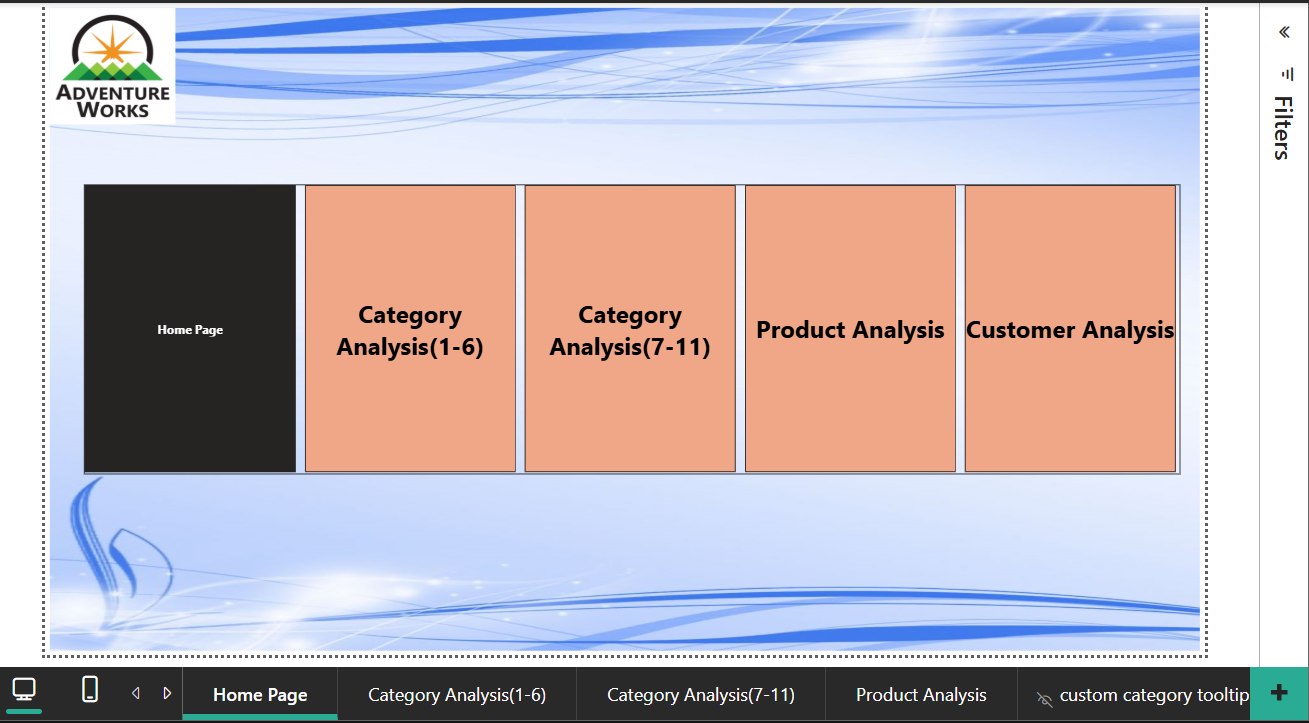 ADVENTURE
WORKS
Filters
Home Page
Category
Analysis(1-6)
Category
Analysis(7-11)
Product Analysis
Customer Analysis
Home Page
Category Analysis(1-6)
Category Analysis(7-11)
Product Analysis
custom category tooltip